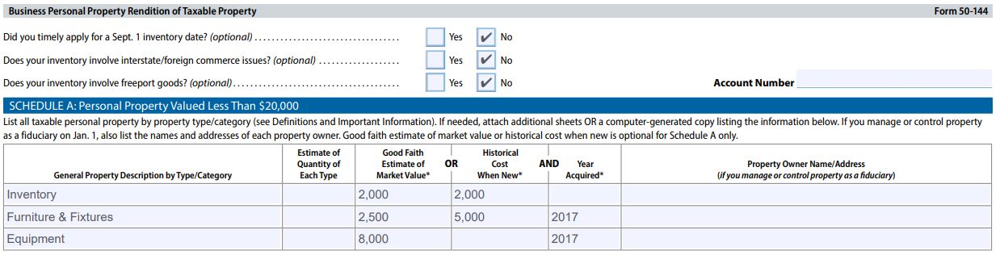 Business Personal Property Rendition of Taxable Property Form 50-144
Did you timely apply for a Sept. 1 inventory date? (optional) .................................. Yes ✔ No
Does your inventory involve interstate/foreign commerce issues? (optional) ................... Yes ✔ No
Does your inventory involve freeport goods? (optional)....................................... Yes ✔ No Account Number
SCHEDULE A: Personal Property Valued Less Than $20,000
List all taxable personal property by property type/category (see Definitions and Important Information). If needed, attach additional sheets OR a computer-generated copy listing the information below. If you manage or control property
as a fiduciary on Jan. 1, also list the names and addresses of each property owner. Good faith estimate of market value or historical cost when new is optional for Schedule A only.
General Property Description by Type/Category
Estimate of
Quantity of
Each Type
Good Faith
Estimate of
Market Value*
OR
Historical
Cost
When New*
AND
Year
Acquired*
Property Owner Name/Address
(if you manage or control property as a fiduciary)
Inventory 2,000 2,000
Furniture & Fixtures 2,500 5,000 2017
Equipment 8,000 2017